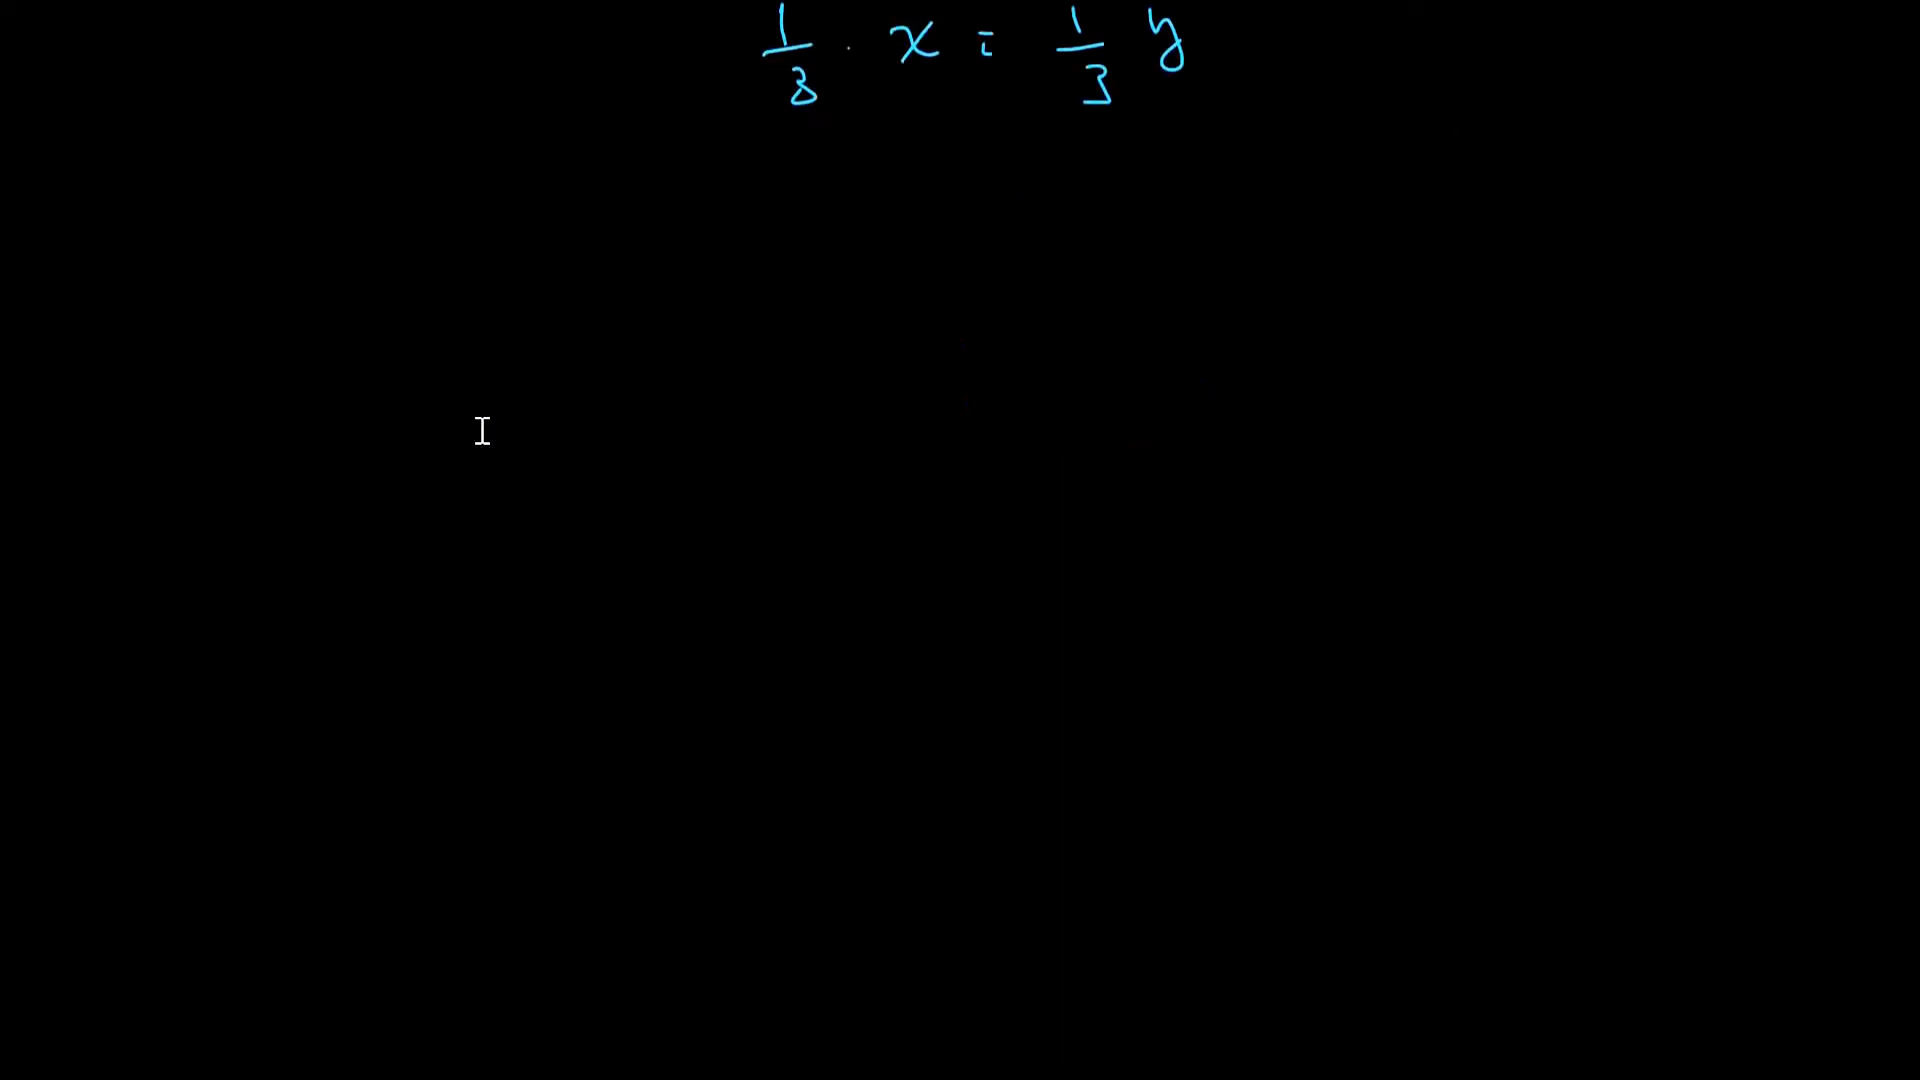 1/8 · x = 1/3 y